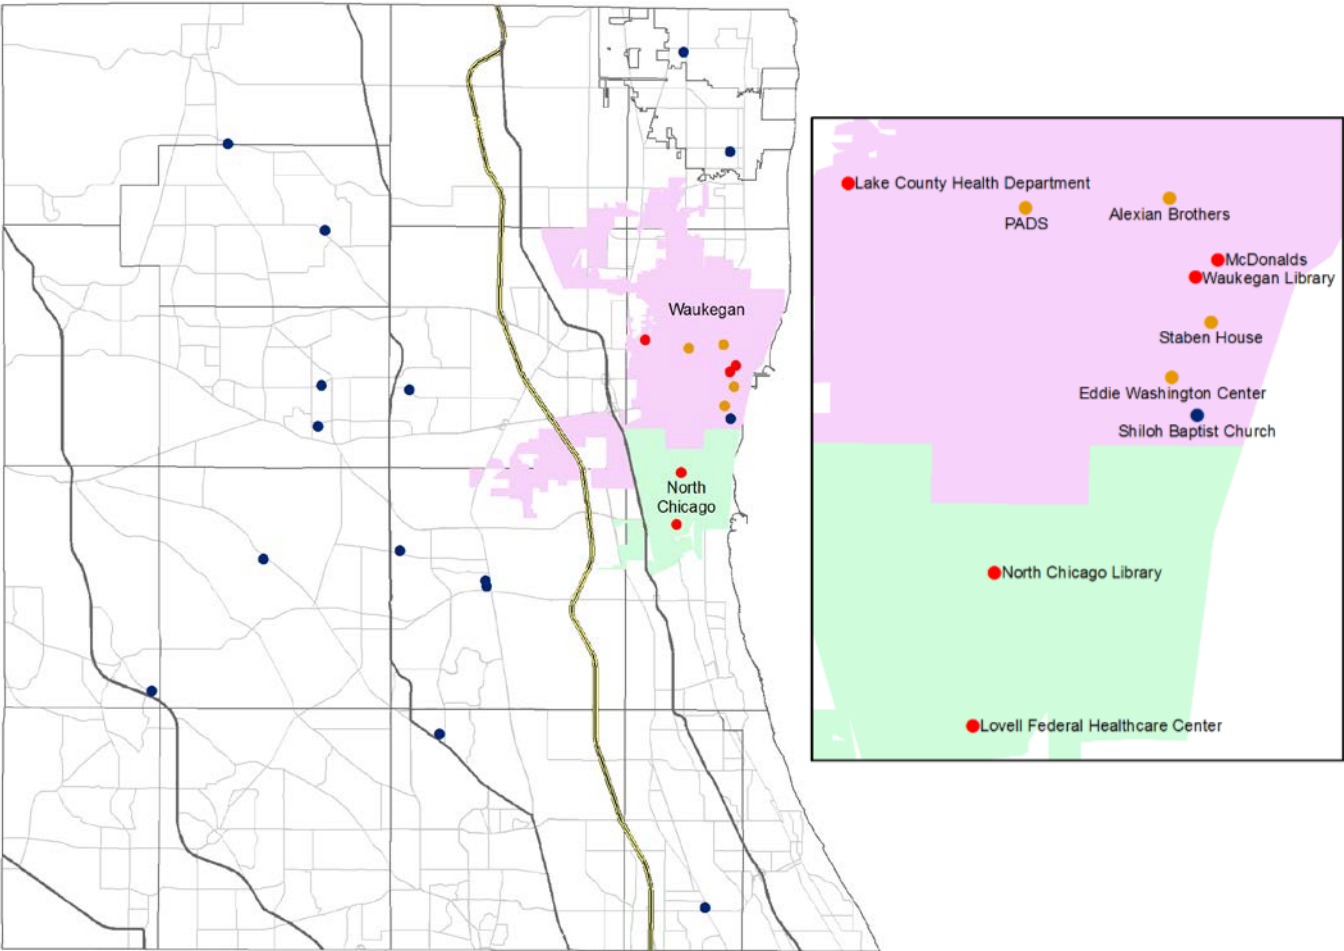 Waukegan
North
Chicago
Lake County Health Department
PADS
Alexian Brothers
McDonalds
Waukegan Library
Staben House
Eddie Washington Center
Shiloh Baptist Church
North Chicago Library
Lovell Federal Healthcare Center